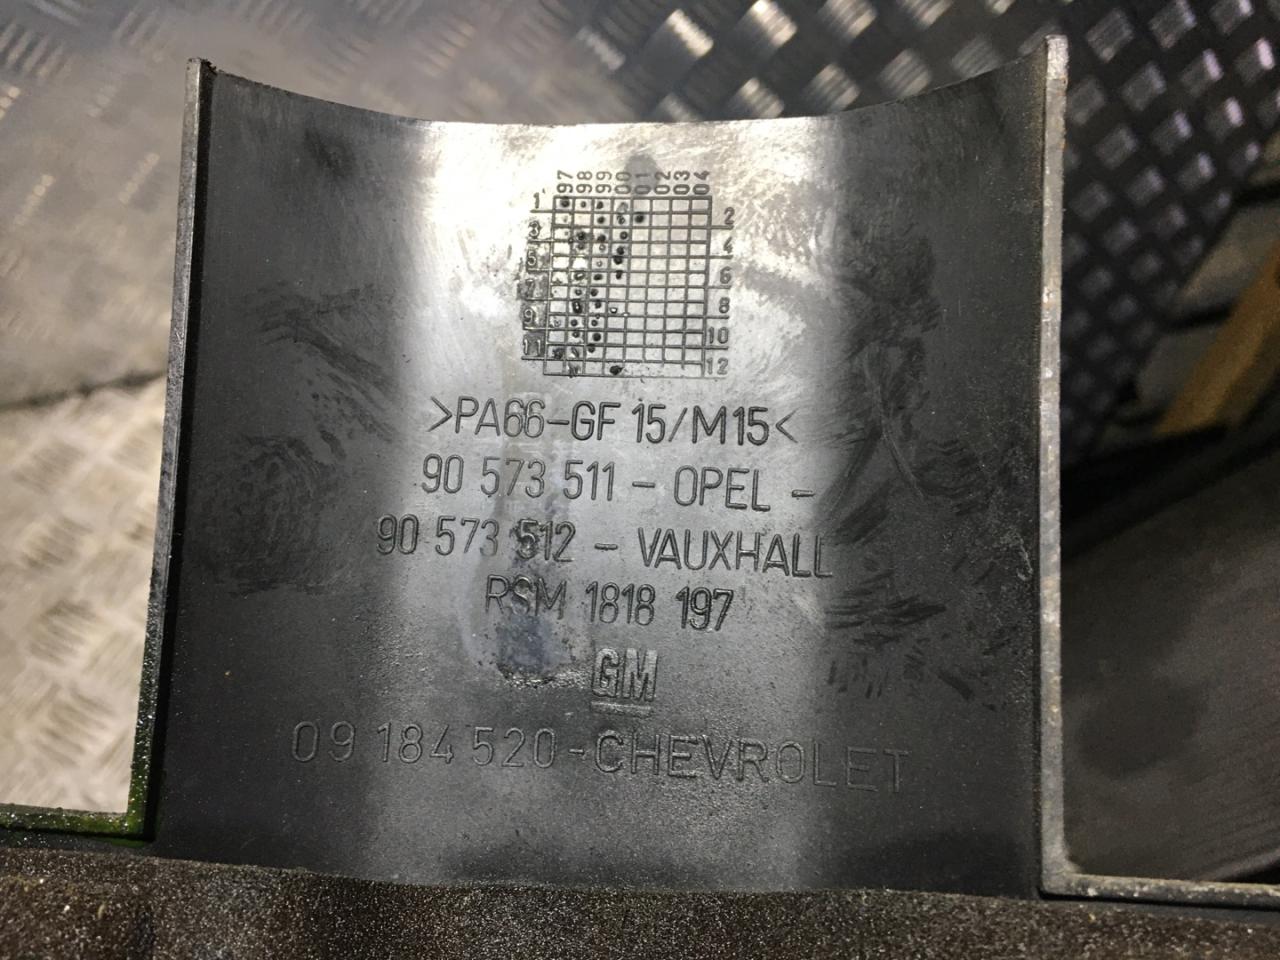 97 98 99 00 01 02 03 04
1
2
3
4
5
6
7
8
9
10
11
12
>PA66-GF 15/M15<
90 573 511 - OPEL -
90 573 512 - VAUXHALL
RSM 1818 197
GM
09 184 520-CHEVROLET